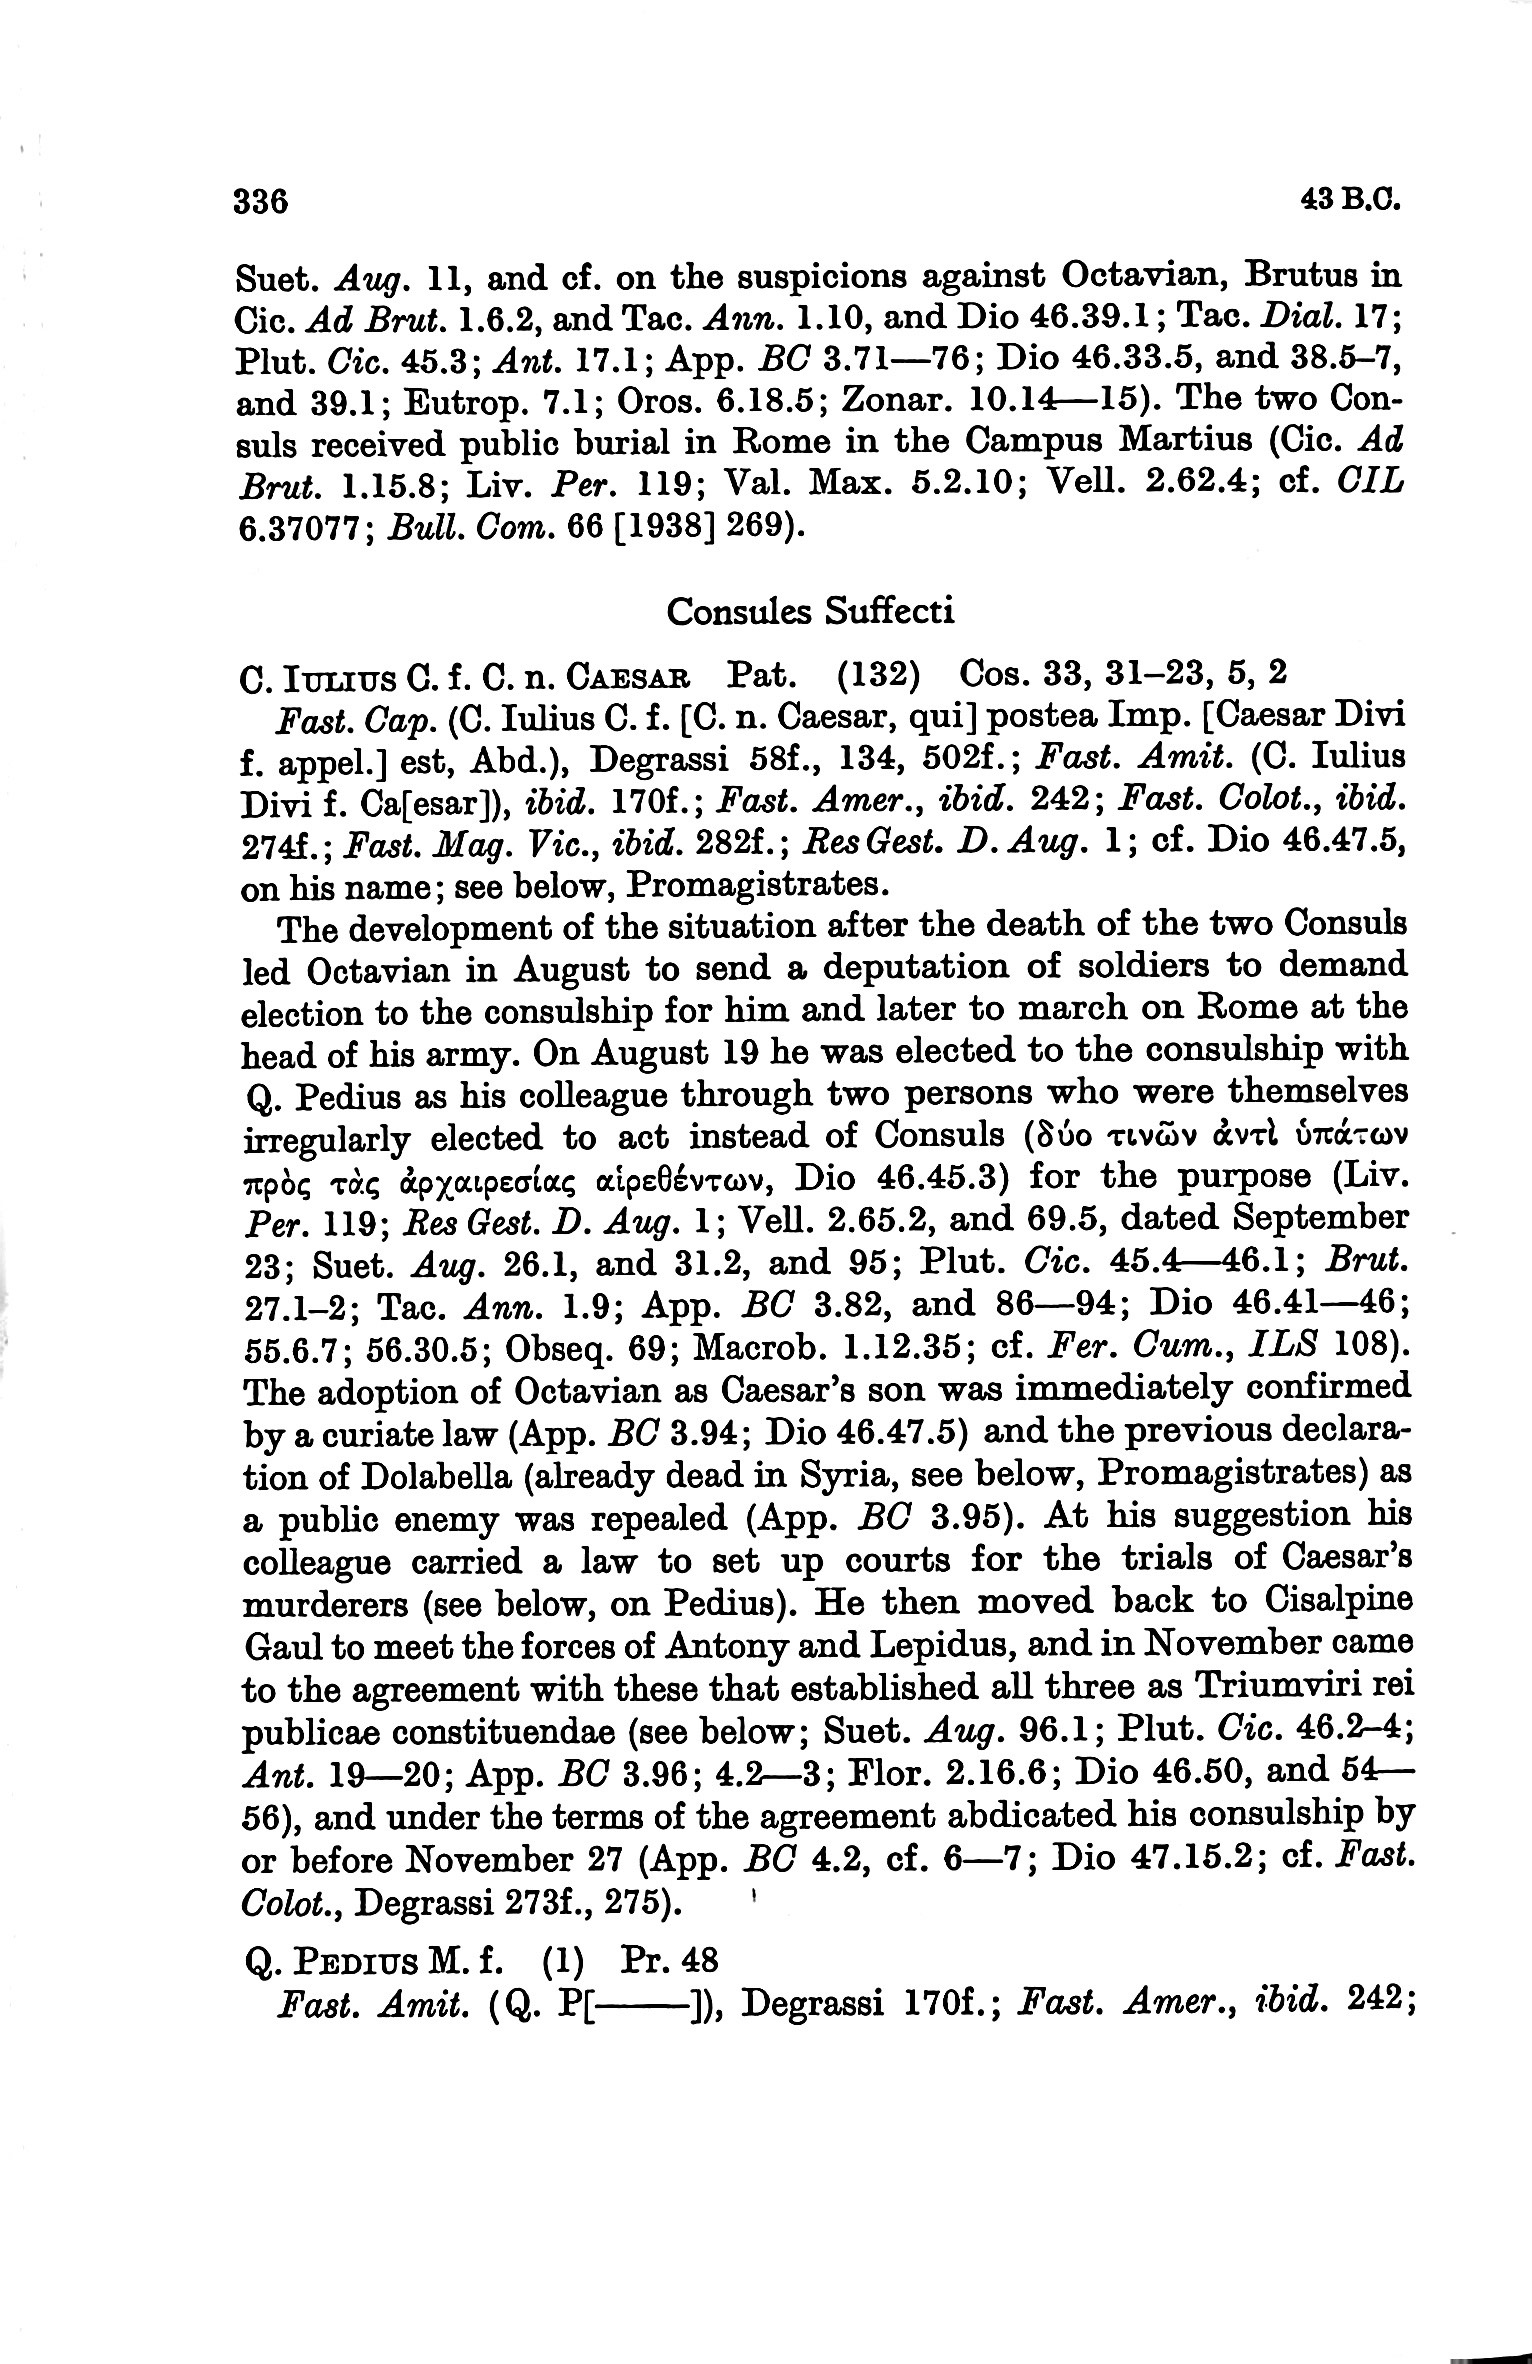 336 43 B.C.
Suet. Aug. 11, and cf. on the suspicions against Octavian, Brutus in
Cic. Ad Brut. 1.6.2, and Tac. Ann. 1.10, and Dio 46.39.1; Tac. Dial. 17;
Plut. Cic. 45.3; Ant. 17.1; App. BC 3.71—76; Dio 46.33.5, and 38.5–7,
and 39.1; Eutrop. 7.1; Oros. 6.18.5; Zonar. 10.14—15). The two Con-
suls received public burial in Rome in the Campus Martius (Cic. Ad
Brut. 1.15.8; Liv. Per. 119; Val. Max. 5.2.10; Vell. 2.62.4; cf. CIL
6.37077; Bull. Com. 66 [1938] 269).
Consules Suffecti
C. IULIUS C. f. C. n. CAESAR Pat. (132) Cos. 33, 31–23, 5, 2
Fast. Cap. (C. Iulius C. f. [C. n. Caesar, qui] postea Imp. [Caesar Divi
f. appel.] est, Abd.), Degrassi 58f., 134, 502f.; Fast. Amit. (C. Iulius
Divi f. Ca[esar]), ibid. 170f.; Fast. Amer., ibid. 242; Fast. Colot., ibid.
274f.; Fast. Mag. Vic., ibid. 282f.; Res Gest. D. Aug. 1; cf. Dio 46.47.5,
on his name; see below, Promagistrates.
The development of the situation after the death of the two Consuls
led Octavian in August to send a deputation of soldiers to demand
election to the consulship for him and later to march on Rome at the
head of his army. On August 19 he was elected to the consulship with
Q. Pedius as his colleague through two persons who were themselves
irregularly elected to act instead of Consuls (δύο τινῶν ἀντὶ ὑπάτων
πρὸς τὰς ἀρχαιρεσίας αἱρεθέντων, Dio 46.45.3) for the purpose (Liv.
Per. 119; Res Gest. D. Aug. 1; Vell. 2.65.2, and 69.5, dated September
23; Suet. Aug. 26.1, and 31.2, and 95; Plut. Cic. 45.4—46.1; Brut.
27.1–2; Tac. Ann. 1.9; App. BC 3.82, and 86—94; Dio 46.41—46;
55.6.7; 56.30.5; Obseq. 69; Macrob. 1.12.35; cf. Fer. Cum., ILS 108).
The adoption of Octavian as Caesar's son was immediately confirmed
by a curiate law (App. BC 3.94; Dio 46.47.5) and the previous declara-
tion of Dolabella (already dead in Syria, see below, Promagistrates) as
a public enemy was repealed (App. BC 3.95). At his suggestion his
colleague carried a law to set up courts for the trials of Caesar's
murderers (see below, on Pedius). He then moved back to Cisalpine
Gaul to meet the forces of Antony and Lepidus, and in November came
to the agreement with these that established all three as Triumviri rei
publicae constituendae (see below; Suet. Aug. 96.1; Plut. Cic. 46.2–4;
Ant. 19—20; App. BC 3.96; 4.2—3; Flor. 2.16.6; Dio 46.50, and 54—
56), and under the terms of the agreement abdicated his consulship by
or before November 27 (App. BC 4.2, cf. 6—7; Dio 47.15.2; cf. Fast.
Colot., Degrassi 273f., 275).
Q. PEDIUS M. f. (1) Pr. 48
Fast. Amit. (Q. P[——]), Degrassi 170f.; Fast. Amer., ibid. 242;